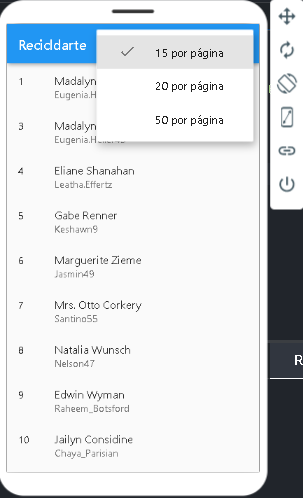 Reciddarte
15 por página
20 por página
50 por página
1 Madalyn
Eugenia.H
3 Madalyn
4 Eliane Shanahan
Leatha.Effertz
5 Gabe Renner
Keshawn9
6 Marguerite Zieme
Jasmin49
7 Mrs. Otto Corkery
Santino55
8 Natalia Wunsch
Nelson47
9 Edwin Wyman
Raheem_Botsford
10 Jailyn Considine
Chaya_Parisian
R